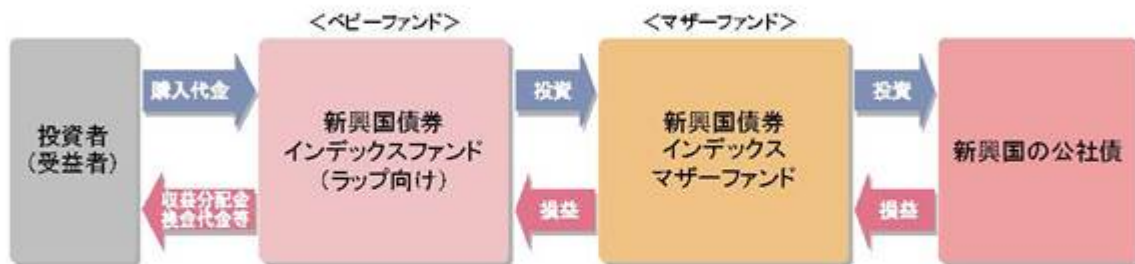 ＜ベビーファンド＞
＜マザーファンド＞
投資者
（受益者）
購入代金
収益分配金
換金代金等
新興国債券
インデックスファンド
（ラップ向け）
投資
損益
新興国債券
インデックス
マザーファンド
投資
損益
新興国の公社債